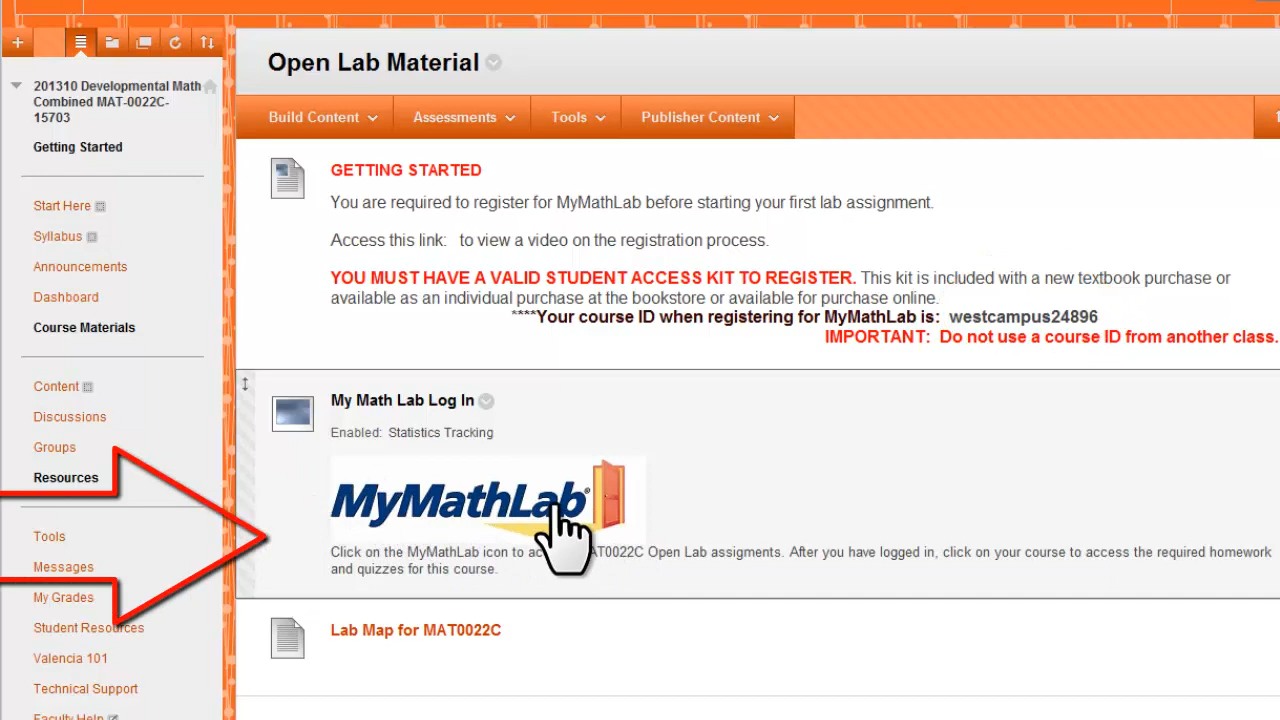 201310 Developmental Math
Combined MAT-0022C-
15703
Getting Started
Start Here
Syllabus
Announcements
Dashboard
Course Materials
Content
Discussions
Groups
Resources
Tools
Messages
My Grades
Student Resources
Valencia 101
Technical Support
Faculty Help
Open Lab Material
Build Content
Assessments
Tools
Publisher Content
GETTING STARTED
You are required to register for MyMathLab before starting your first lab assignment.
Access this link: to view a video on the registration process.
YOU MUST HAVE A VALID STUDENT ACCESS KIT TO REGISTER. This kit is included with a new textbook purchase or
available as an individual purchase at the bookstore or available for purchase online.
****Your course ID when registering for MyMathLab is: westcampus24896
IMPORTANT: Do not use a course ID from another class.
My Math Lab Log In
Enabled: Statistics Tracking
MyMathLab®
Click on the MyMathLab icon to AT0022C Open Lab assigments. After you have logged in, click on your course to access the required homework
and quizzes for this course.
Lab Map for MAT0022C